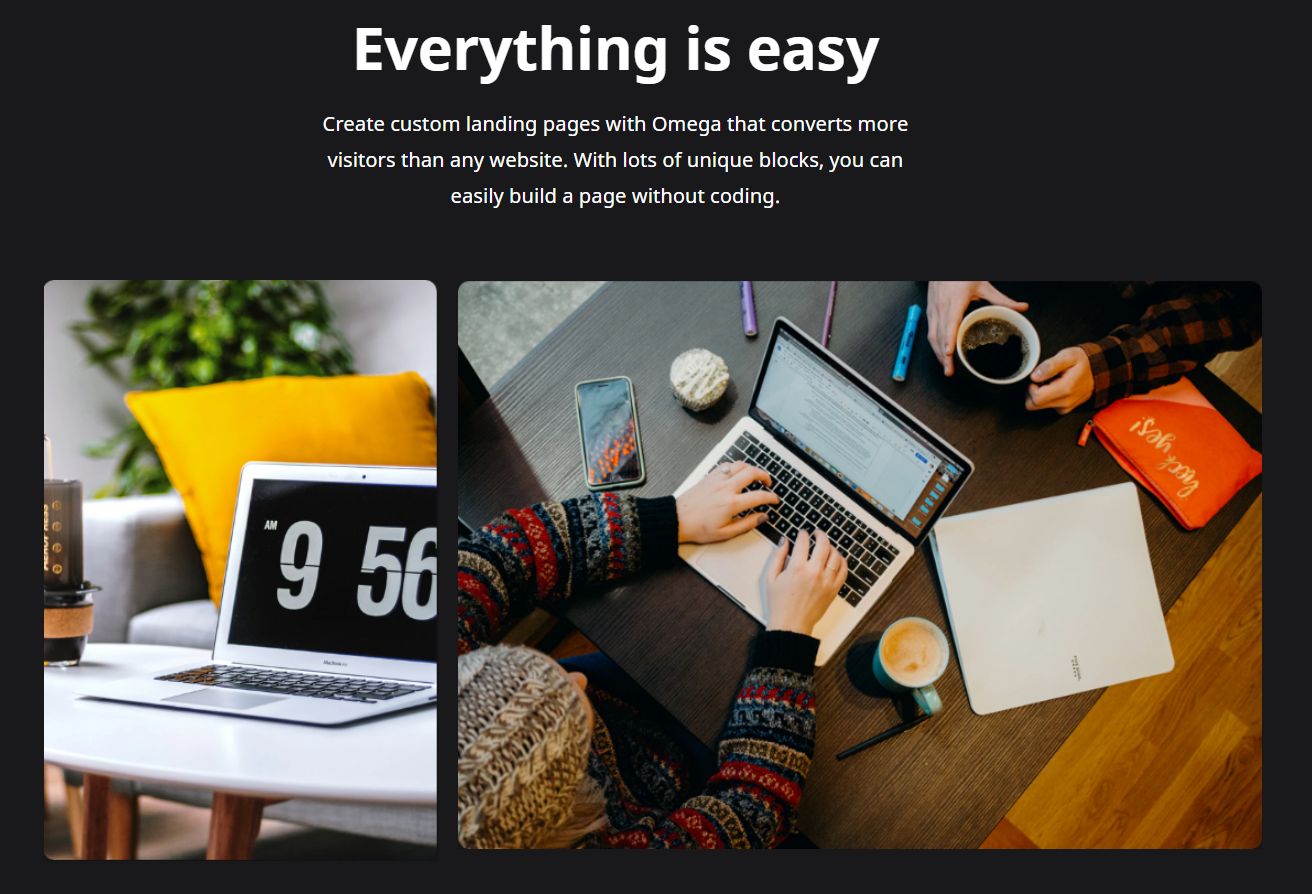 Everything is easy
Create custom landing pages with Omega that converts more
visitors than any website. With lots of unique blocks, you can
easily build a page without coding.
AM
9 56
MacBook Air
heck yes!